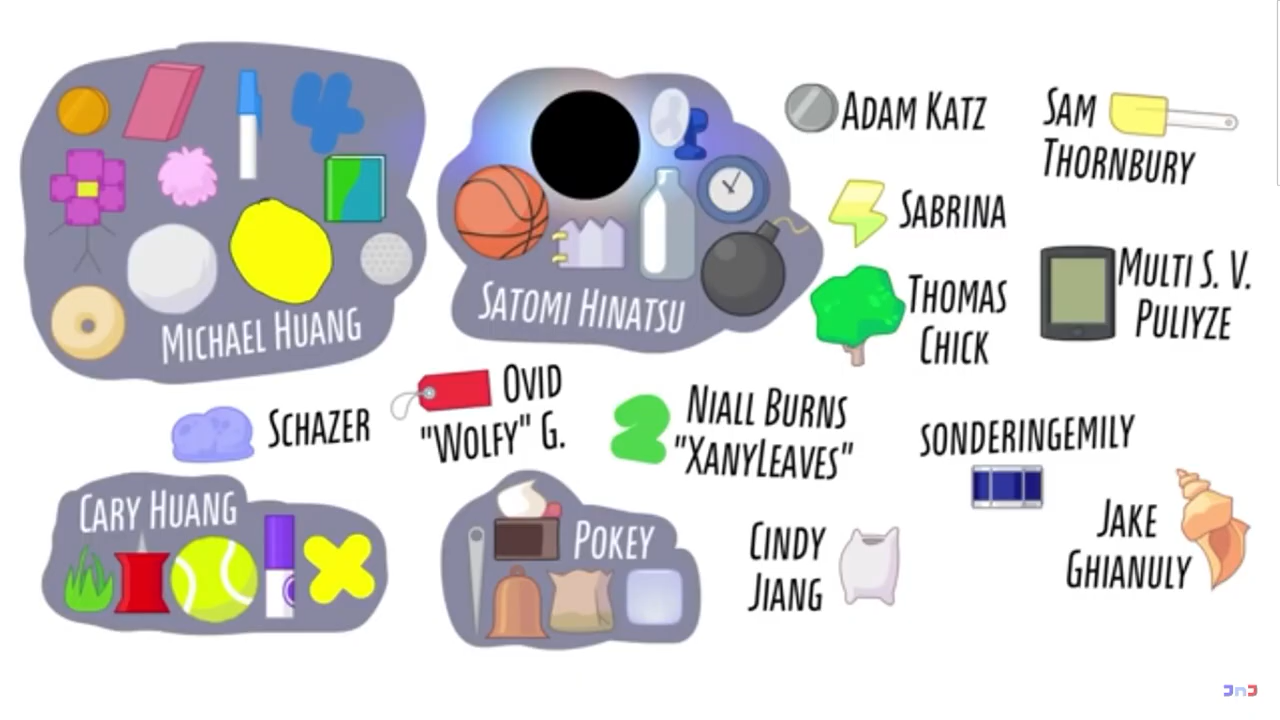 ADAM KATZ
SAM
THORNBURY
SABRINA
MICHAEL HUANG
SATOMI HINATSU
THOMAS
CHICK
MULTI S. V.
PULIYZE
SCHAZER
OVID
"WOLFY" G.
NIALL BURNS
"XANYLEAVES"
SONDERINGEMILY
CARY HUANG
POKEY
CINDY
JIANG
JAKE
GHIANULY
JnJ